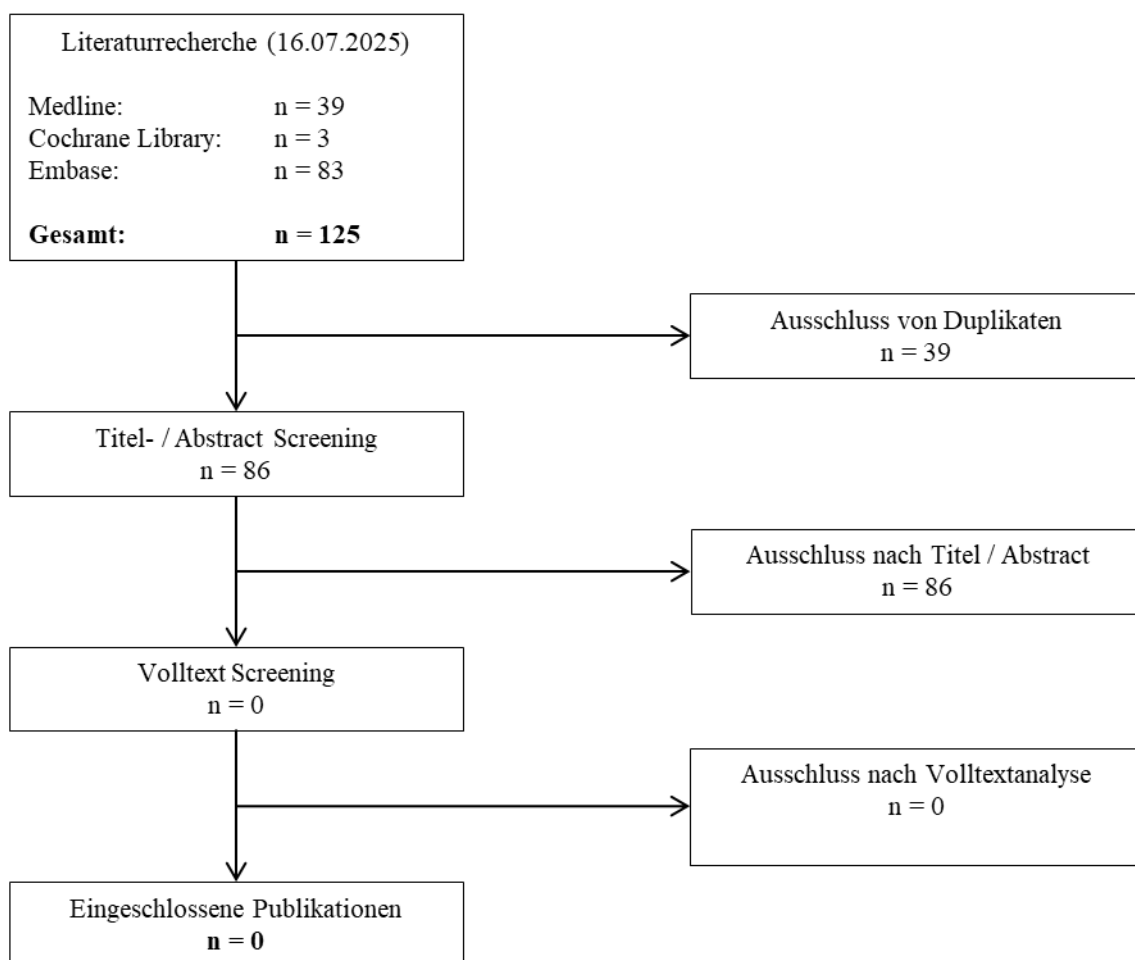 Literaturrecherche (16.07.2025)
Medline: n = 39
Cochrane Library: n = 3
Embase: n = 83
Gesamt: n = 125
Ausschluss von Duplikaten
n = 39
Titel- / Abstract Screening
n = 86
Ausschluss nach Titel / Abstract
n = 86
Volltext Screening
n = 0
Ausschluss nach Volltextanalyse
n = 0
Eingeschlossene Publikationen
n = 0